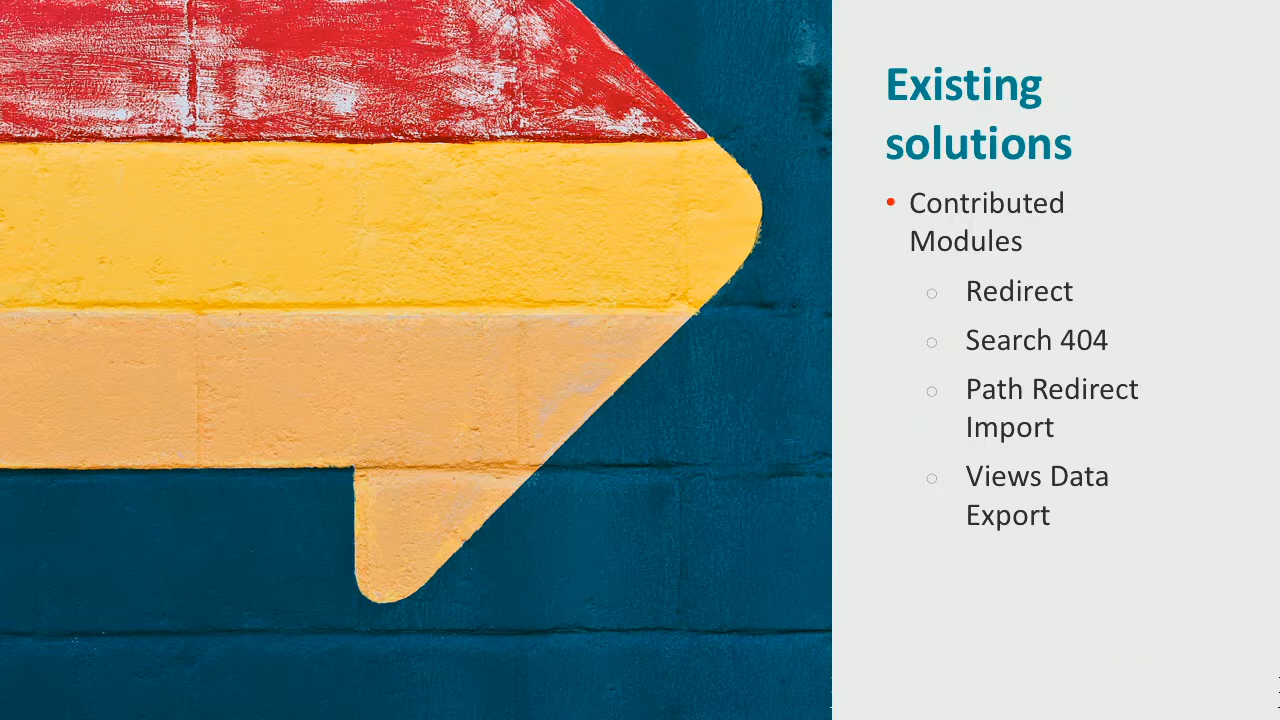 Existing
solutions
• Contributed
Modules
○ Redirect
○ Search 404
○ Path Redirect
Import
○ Views Data
Export